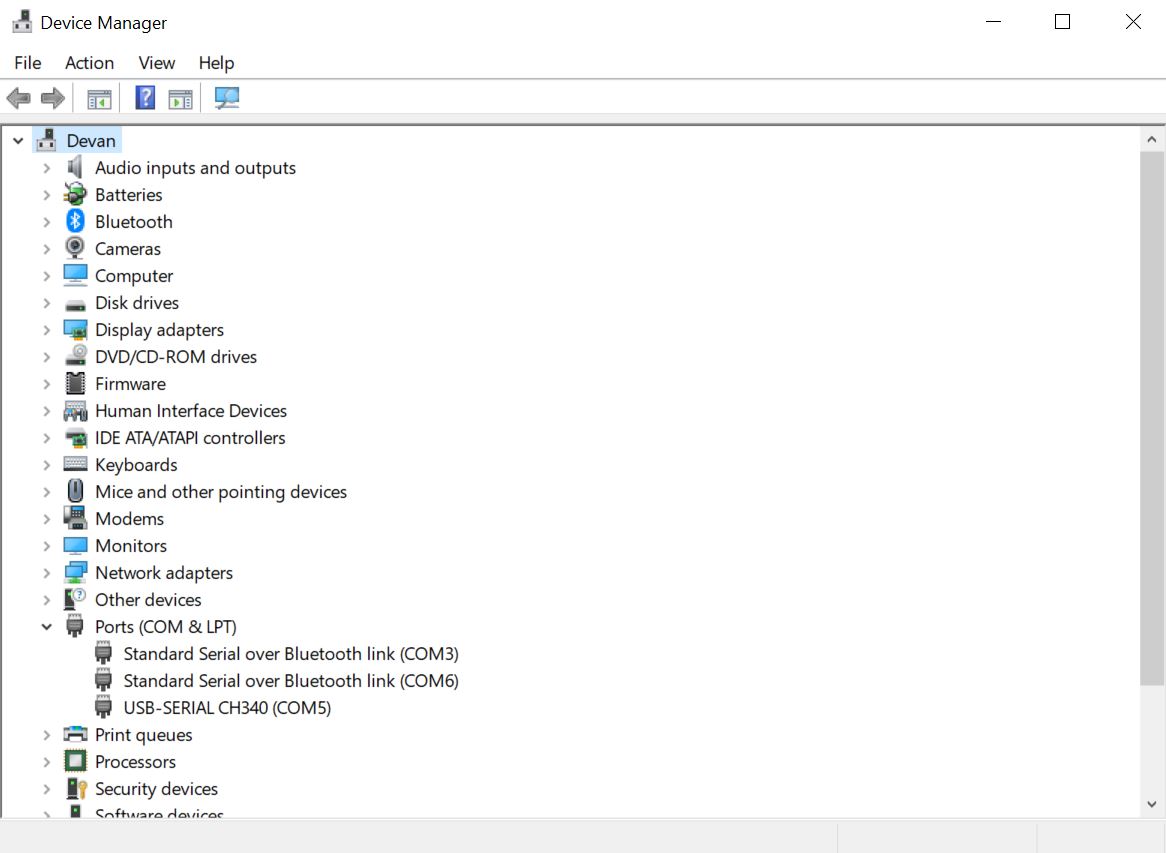 Device Manager
File Action View Help
Devan
Audio inputs and outputs
Batteries
Bluetooth
Cameras
Computer
Disk drives
Display adapters
DVD/CD-ROM drives
Firmware
Human Interface Devices
IDE ATA/ATAPI controllers
Keyboards
Mice and other pointing devices
Modems
Monitors
Network adapters
Other devices
Ports (COM & LPT)
Standard Serial over Bluetooth link (COM3)
Standard Serial over Bluetooth link (COM6)
USB-SERIAL CH340 (COM5)
Print queues
Processors
Security devices
Software devices